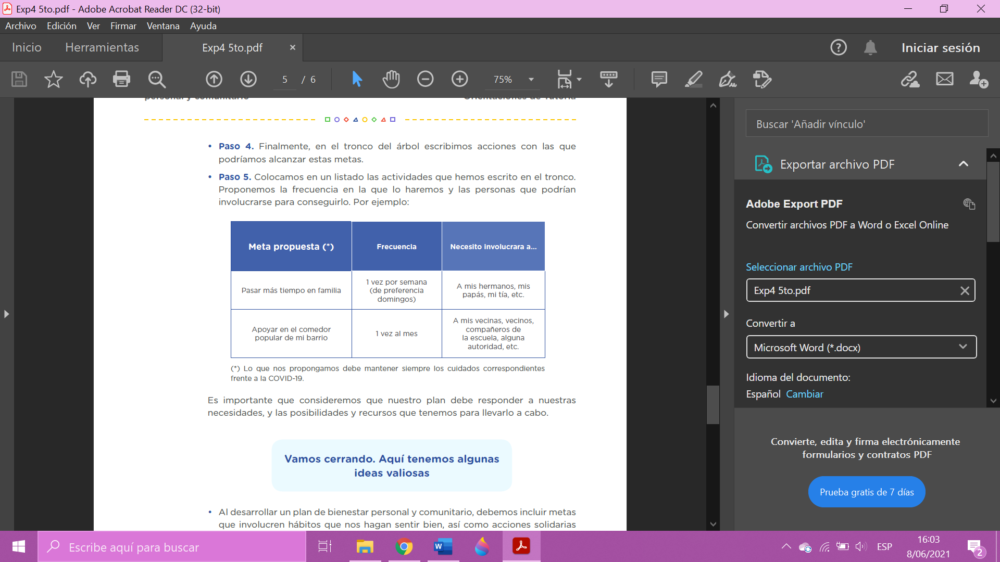 Exp4 5to.pdf - Adobe Acrobat Reader DC (32-bit)
Archivo Edición Ver Firmar Ventana Ayuda
Inicio Herramientas Exp4 5to.pdf × Iniciar sesión
5 / 6 75%
personal y comunitario Orientaciones de Tutoría
• Paso 4. Finalmente, en el tronco del árbol escribimos acciones con las que
podríamos alcanzar estas metas.
• Paso 5. Colocamos en un listado las actividades que hemos escrito en el tronco.
Proponemos la frecuencia en la que lo haremos y las personas que podrían
involucrarse para conseguirlo. Por ejemplo:
Meta propuesta (*) Frecuencia Necesito involucrara a...
Pasar más tiempo en familia
1 vez por semana
(de preferencia
domingos)
A mis hermanos, mis
papás, mi tía, etc.
Apoyar en el comedor
popular de mi barrio
1 vez al mes
A mis vecinas, vecinos,
compañeros de
la escuela, alguna
autoridad, etc.
(*) Lo que nos propongamos debe mantener siempre los cuidados correspondientes
frente a la COVID-19.
Es importante que consideremos que nuestro plan debe responder a nuestras
necesidades, y las posibilidades y recursos que tenemos para llevarlo a cabo.
Vamos cerrando. Aquí tenemos algunas
ideas valiosas
• Al desarrollar un plan de bienestar personal y comunitario, debemos incluir metas
que involucren hábitos que nos hagan sentir bien, así como acciones solidarias
Buscar 'Añadir vínculo'
Exportar archivo PDF
Adobe Export PDF
Convertir archivos PDF a Word o Excel Online
Seleccionar archivo PDF
Exp4 5to.pdf
Convertir a
Microsoft Word (*.docx)
Idioma del documento:
Español Cambiar
Convierte, edita y firma electrónicamente
formularios y contratos PDF
Prueba gratis de 7 días
Escribe aquí para buscar
ESP
16:03
8/06/2021
2